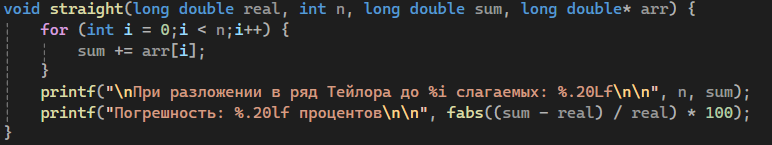 void straight(long double real, int n, long double sum, long double* arr) {
    for (int i = 0;i < n;i++) {
        sum += arr[i];
    }
    printf("\nПри разложении в ряд Тейлора до %i слагаемых: %.20Lf\n\n", n, sum);
    printf("Погрешность: %.20lf процентов\n\n", fabs((sum - real) / real) * 100);
}